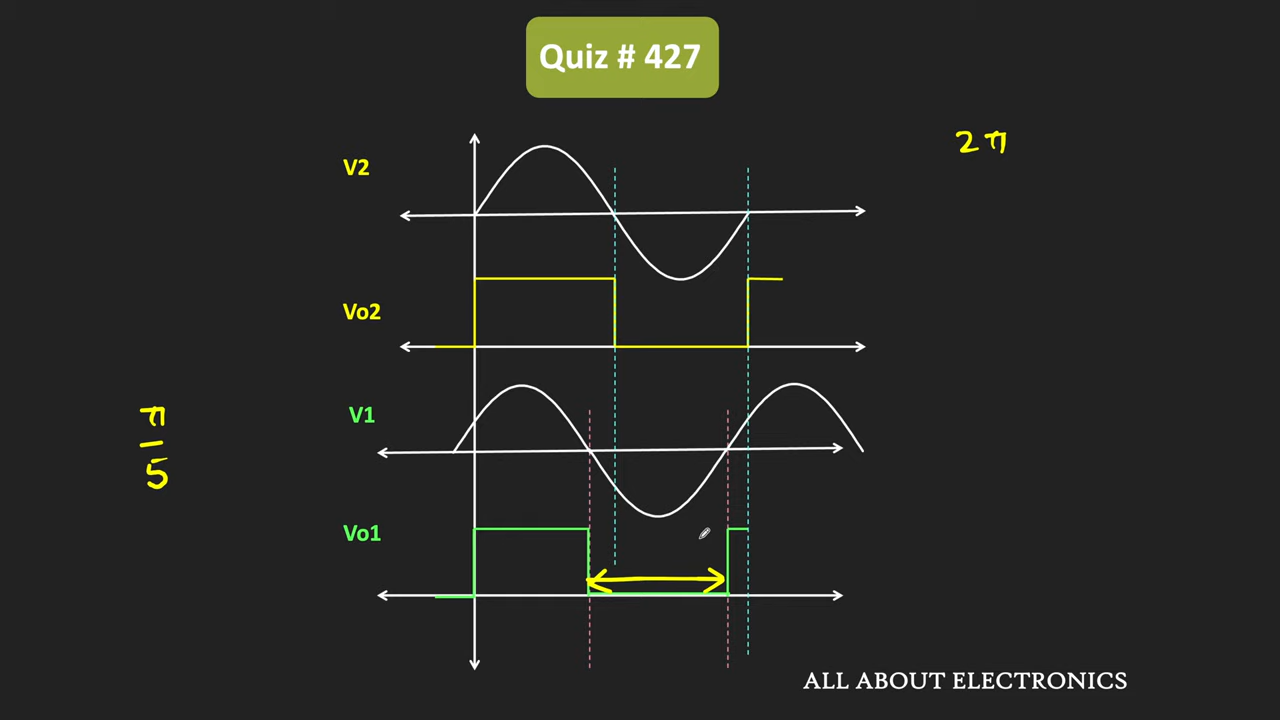 Quiz # 427
2π
V2
Vo2
V1
π
5
Vo1
ALL ABOUT ELECTRONICS